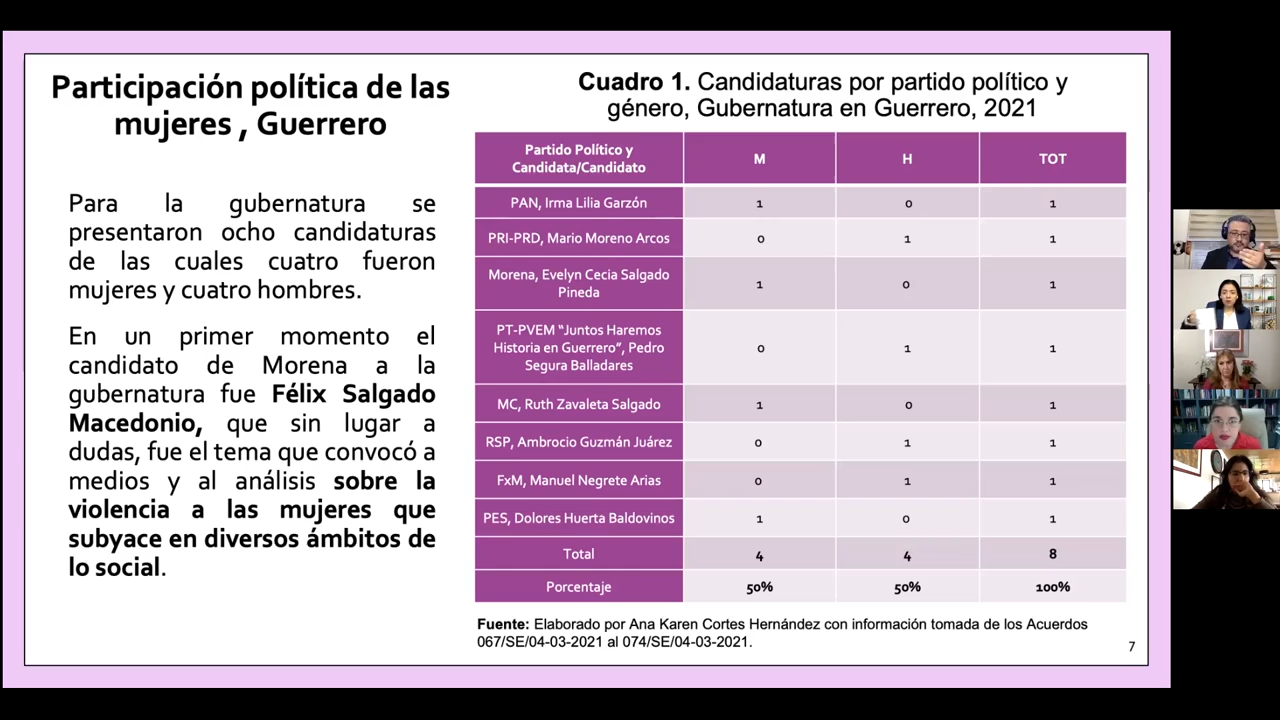 Participación política de las
mujeres , Guerrero
Para la gubernatura se
presentaron ocho candidaturas
de las cuales cuatro fueron
mujeres y cuatro hombres.
En un primer momento el
candidato de Morena a la
gubernatura fue Félix Salgado
Macedonio, que sin lugar a
dudas, fue el tema que convocó a
medios y al análisis sobre la
violencia a las mujeres que
subyace en diversos ámbitos de
lo social.
Cuadro 1. Candidaturas por partido político y
género, Gubernatura en Guerrero, 2021
Partido Político y
Candidata/Candidato
M H TOT
PAN, Irma Lilia Garzón 1 0 1
PRI-PRD, Mario Moreno Arcos 0 1 1
Morena, Evelyn Cecia Salgado
Pineda
1 0 1
PT-PVEM "Juntos Haremos
Historia en Guerrero", Pedro
Segura Balladares
0 1 1
MC, Ruth Zavaleta Salgado 1 0 1
RSP, Ambrocio Guzmán Juárez 0 1 1
FxM, Manuel Negrete Arias 0 1 1
PES, Dolores Huerta Baldovinos 1 0 1
Total 4 4 8
Porcentaje 50% 50% 100%
Fuente: Elaborado por Ana Karen Cortes Hernández con información tomada de los Acuerdos
067/SE/04-03-2021 al 074/SE/04-03-2021.
7